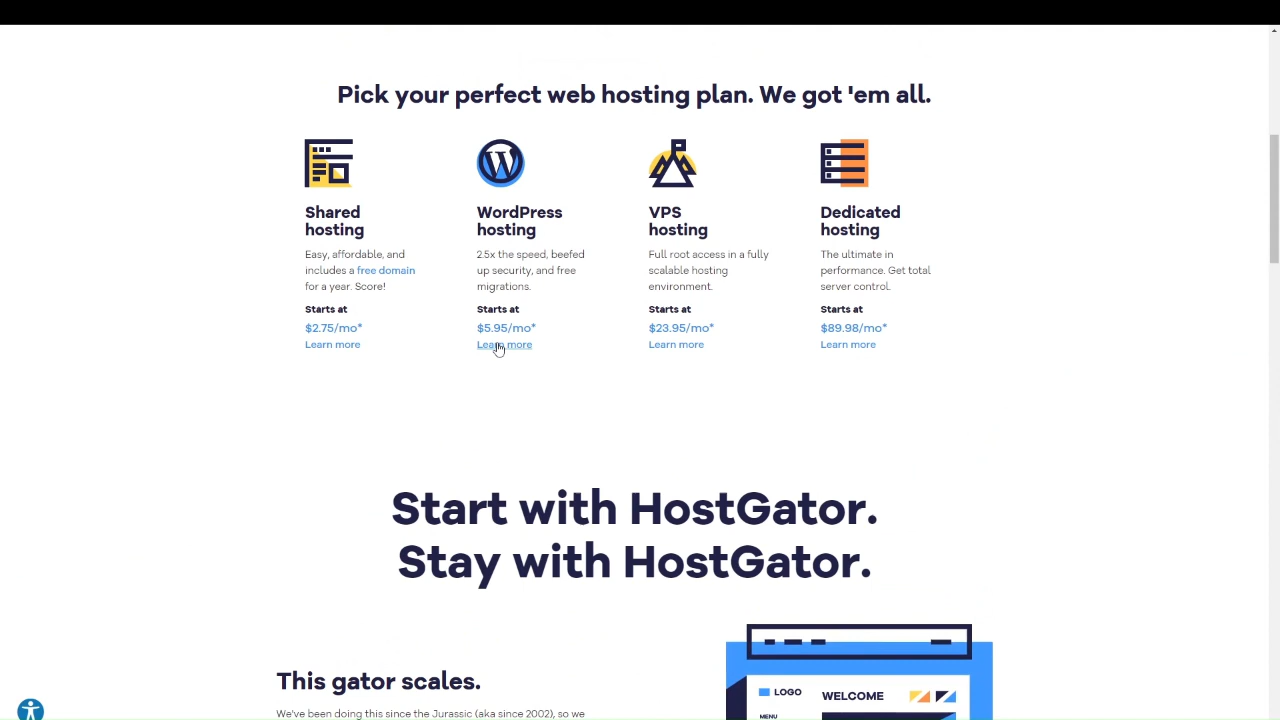 Pick your perfect web hosting plan. We got 'em all.
Shared
hosting
Easy, affordable, and
includes a free domain
for a year. Score!
Starts at
$2.75/mo*
Learn more
WordPress
hosting
2.5x the speed, beefed
up security, and free
migrations.
Starts at
$5.95/mo*
Learn more
VPS
hosting
Full root access in a fully
scalable hosting
environment.
Starts at
$23.95/mo*
Learn more
Dedicated
hosting
The ultimate in
performance. Get total
server control.
Starts at
$89.98/mo*
Learn more
Start with HostGator.
Stay with HostGator.
This gator scales.
We've been doing this since the Jurassic (aka since 2002), so we
LOGO
WELCOME
MENU